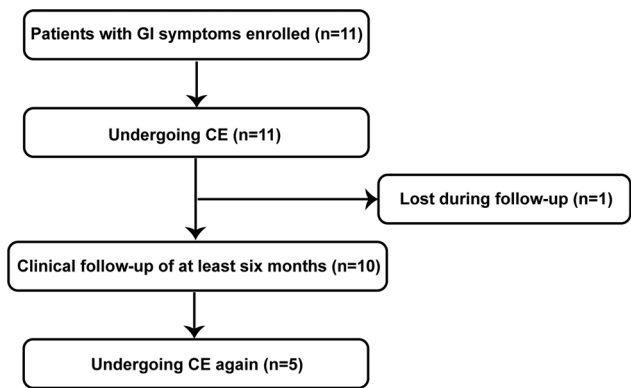 Patients with GI symptoms enrolled (n=11)
Undergoing CE (n=11)
Lost during follow-up (n=1)
Clinical follow-up of at least six months (n=10)
Undergoing CE again (n=5)